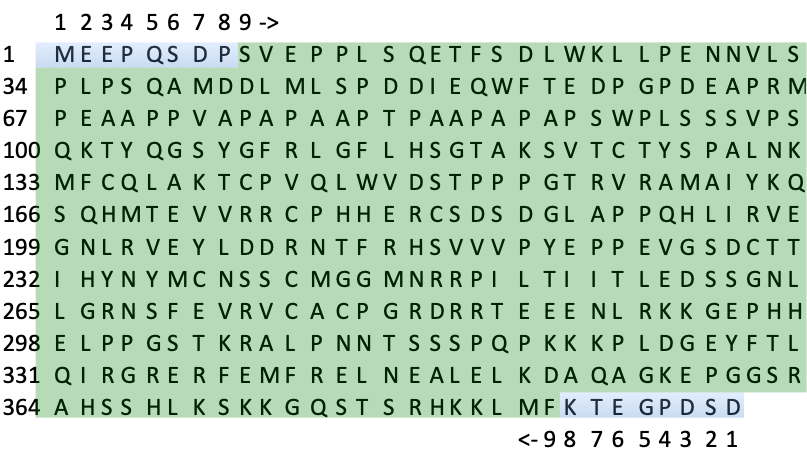 1 2 3 4 5 6 7 8 9 ->
1 M E E P Q S D P S V E P P L S Q E T F S D L W K L L P E N N V L S
34 P L P S Q A M D D L M L S P D D I E Q W F T E D P G P D E A P R M
67 P E A A P P V A P A P A A P T P A A P A P A P S W P L S S S V P S
100 Q K T Y Q G S Y G F R L G F L H S G T A K S V T C T Y S P A L N K
133 M F C Q L A K T C P V Q L W V D S T P P P G T R V R A M A I Y K Q
166 S Q H M T E V V R R C P H H E R C S D S D G L A P P Q H L I R V E
199 G N L R V E Y L D D R N T F R H S V V V P Y E P P E V G S D C T T
232 I H Y N Y M C N S S C M G G M N R R P I L T I I T L E D S S G N L
265 L G R N S F E V R V C A C P G R D R R T E E E N L R K K G E P H H
298 E L P P G S T K R A L P N N T S S S P Q P K K K P L D G E Y F T L
331 Q I R G R E R F E M F R E L N E A L E L K D A Q A G K E P G G S R
364 A H S S H L K S K K G Q S T S R H K K L M F K T E G P D S D
<- 9 8 7 6 5 4 3 2 1